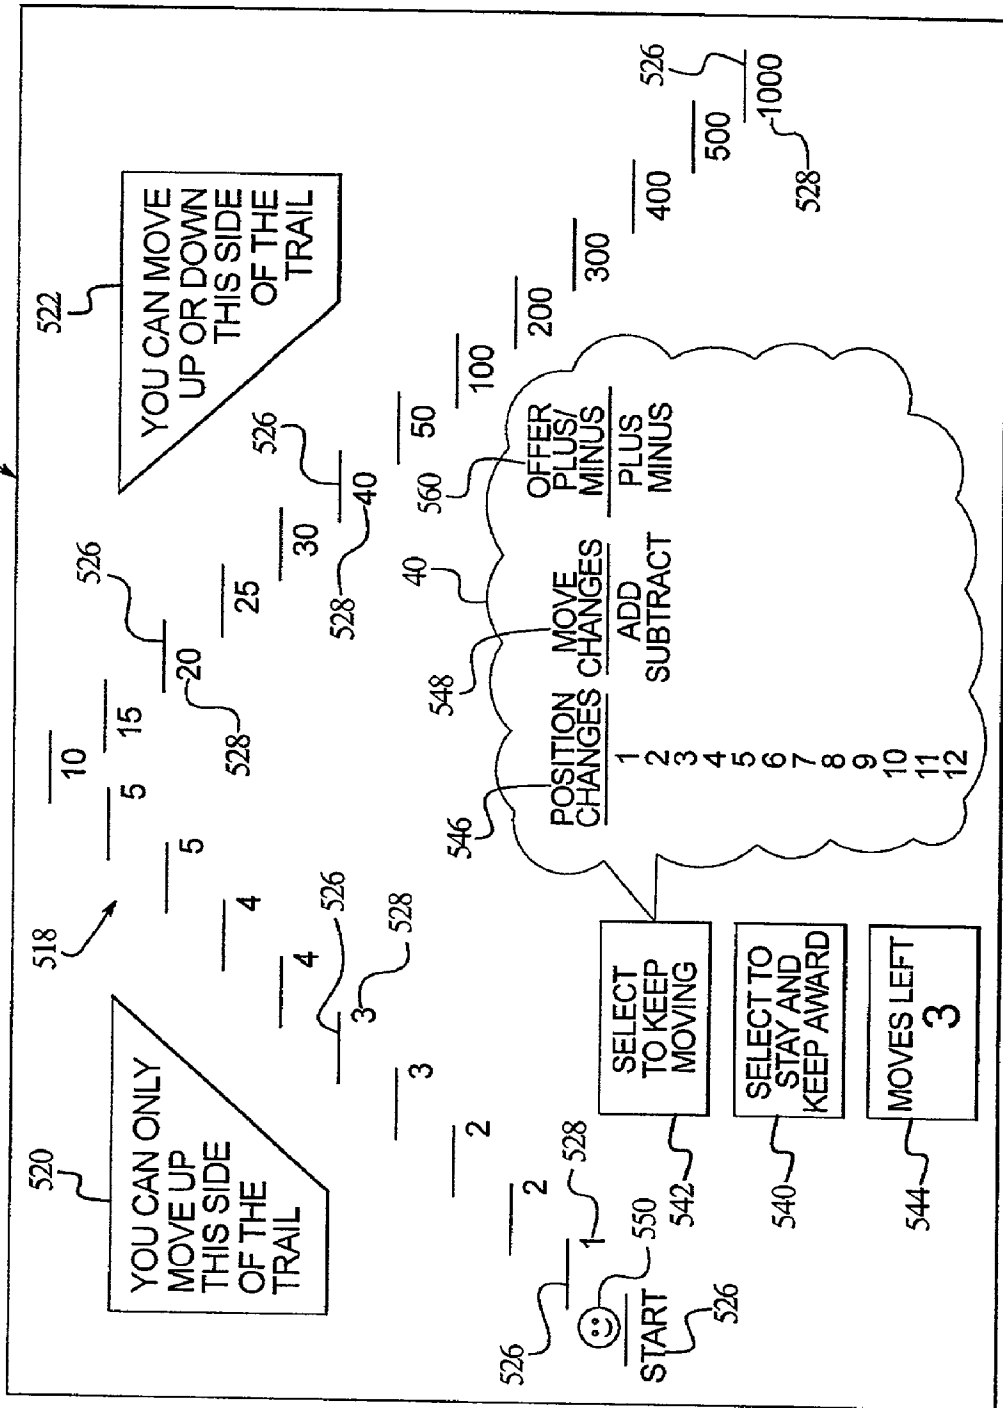 522
526
YOU CAN MOVE
UP OR DOWN
THIS SIDE
OF THE
TRAIL
520
YOU CAN ONLY
MOVE UP
THIS SIDE
OF THE
TRAIL
518
10
5
15
5
20
528
4
25
526
4
30
526
3
528
40
528
3
50
2
100
2
200
526
1
528
300
550
START
526
400
500
526
1000
528
542
SELECT
TO KEEP
MOVING
540
SELECT TO
STAY AND
KEEP AWARD
544
MOVES LEFT
3
40
546
548
560
POSITION
CHANGES
MOVE
CHANGES
OFFER
PLUS/
MINUS
1
2
3
4
5
6
7
8
9
10
11
12
ADD
SUBTRACT
PLUS
MINUS